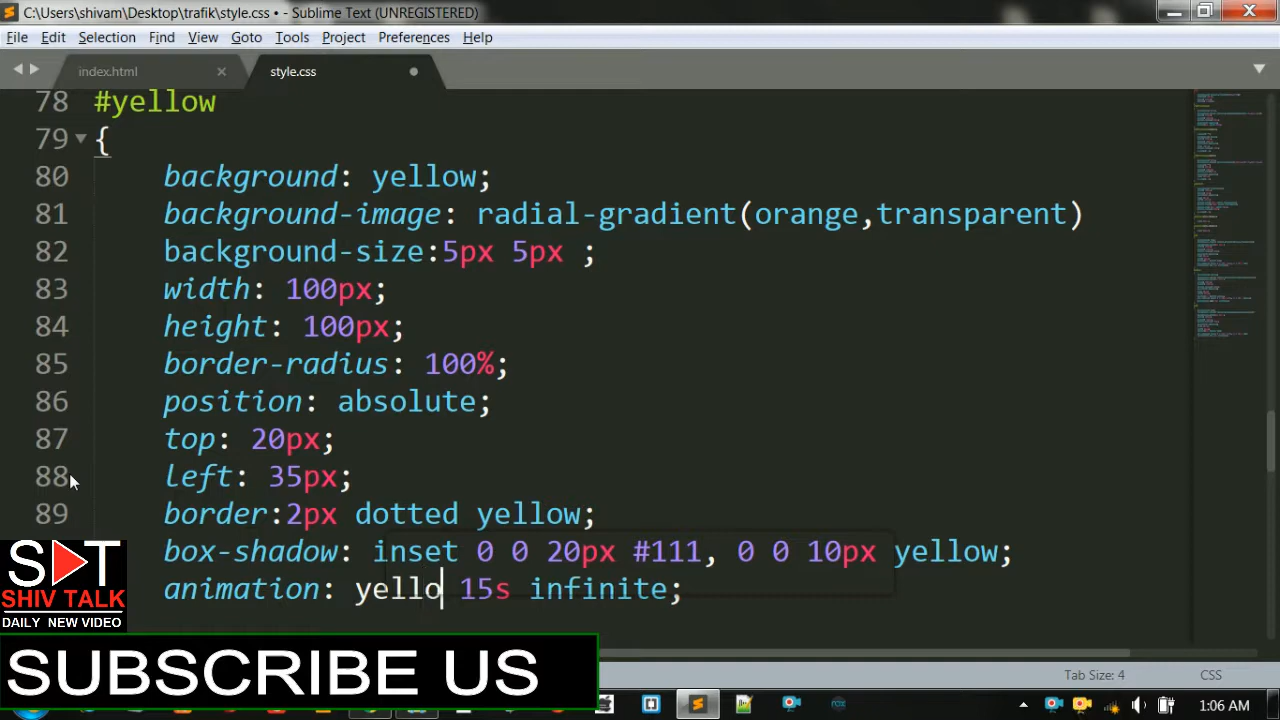 C:\Users\shivam\Desktop\trafik\style.css • - Sublime Text (UNREGISTERED)
File Edit Selection Find View Goto Tools Project Preferences Help
index.html style.css
78 #yellow
79 {
80 background: yellow;
81 background-image: radial-gradient(orange,transparent)
82 background-size:5px 5px ;
83 width: 100px;
84 height: 100px;
85 border-radius: 100%;
86 position: absolute;
87 top: 20px;
88 left: 35px;
89 border:2px dotted yellow;
box-shadow: inset 0 0 20px #111, 0 0 10px yellow;
animation: yello 15s infinite;
SHIV TALK
DAILY NEW VIDEO
SUBSCRIBE US
Tab Size: 4 CSS
1:06 AM